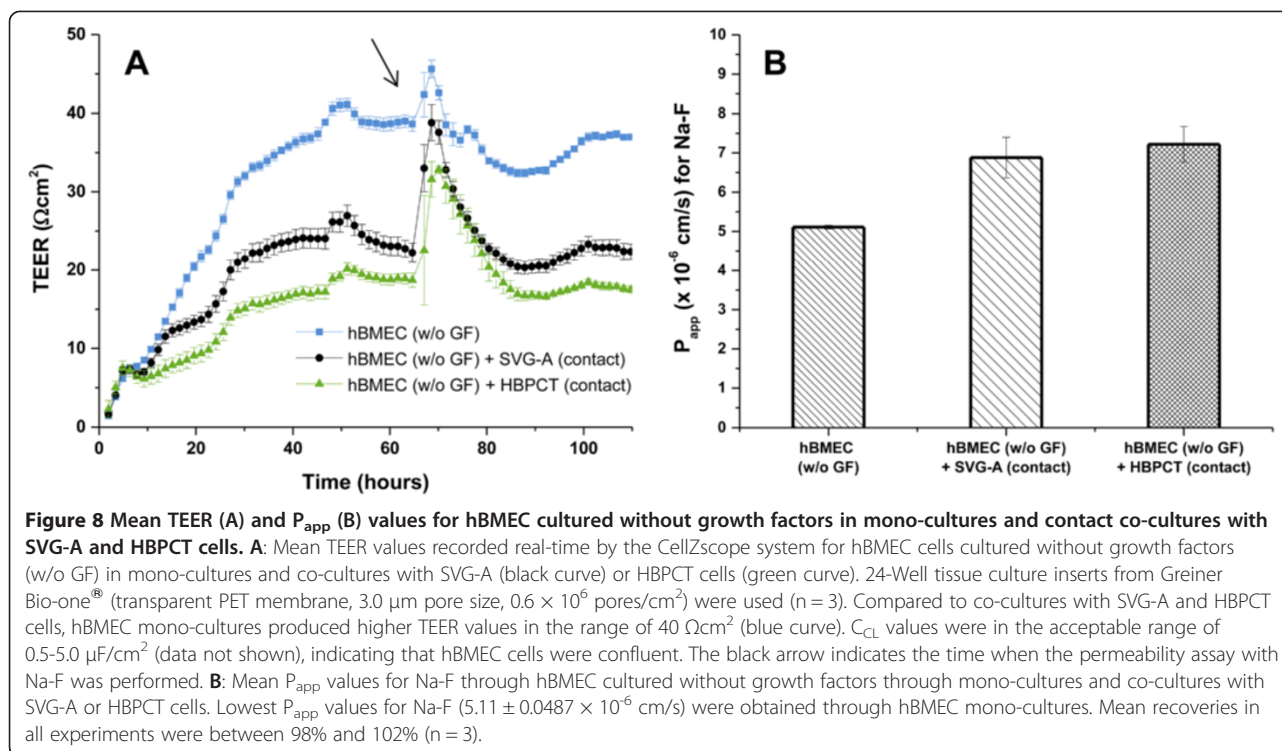 50
40
30
20
10
0
TEER (Ωcm²)
A
hBMEC (w/o GF)
hBMEC (w/o GF) + SVG-A (contact)
hBMEC (w/o GF) + HBPCT (contact)
0 20 40 60 80 100
Time (hours)
10
9
8
7
6
5
4
3
2
1
0
Papp (x 10⁻⁶ cm/s) for Na-F
B
hBMEC
(w/o GF)
hBMEC (w/o GF)
+ SVG-A (contact)
hBMEC (w/o GF)
+ HBPCT (contact)
Figure 8 Mean TEER (A) and Papp (B) values for hBMEC cultured without growth factors in mono-cultures and contact co-cultures with
SVG-A and HBPCT cells. A: Mean TEER values recorded real-time by the CellZscope system for hBMEC cells cultured without growth factors
(w/o GF) in mono-cultures and co-cultures with SVG-A (black curve) or HBPCT cells (green curve). 24-Well tissue culture inserts from Greiner
Bio-one® (transparent PET membrane, 3.0 μm pore size, 0.6 × 10⁶ pores/cm²) were used (n = 3). Compared to co-cultures with SVG-A and HBPCT
cells, hBMEC mono-cultures produced higher TEER values in the range of 40 Ωcm² (blue curve). CCL values were in the acceptable range of
0.5-5.0 μF/cm² (data not shown), indicating that hBMEC cells were confluent. The black arrow indicates the time when the permeability assay with
Na-F was performed. B: Mean Papp values for Na-F through hBMEC cultured without growth factors through mono-cultures and co-cultures with
SVG-A or HBPCT cells. Lowest Papp values for Na-F (5.11 ± 0.0487 × 10⁻⁶ cm/s) were obtained through hBMEC mono-cultures. Mean recoveries in
all experiments were between 98% and 102% (n = 3).